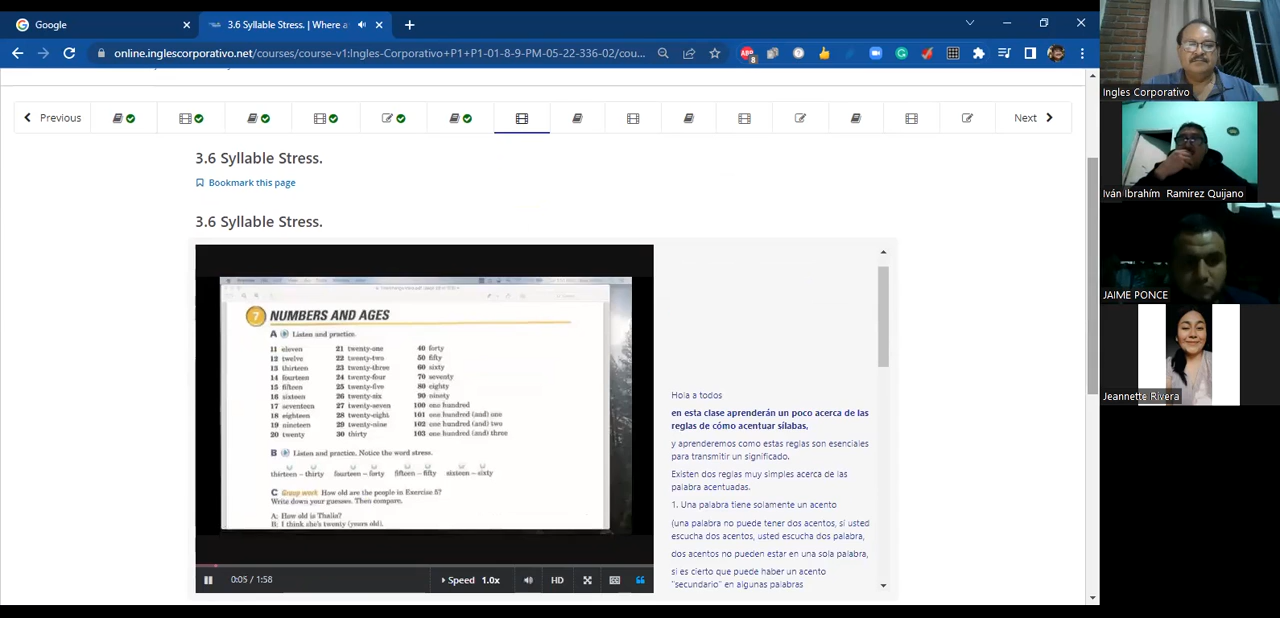 Google
3.6 Syllable Stress. | Where a
online.inglescorporativo.net/courses/course-v1:Ingles-Corporativo+P1+P1-01-8-9-PM-05-22-336-02/cou...
Previous
Next
3.6 Syllable Stress.
Bookmark this page
3.6 Syllable Stress.
7 NUMBERS AND AGES
A Listen and practice.
11 eleven 21 twenty-one 40 forty
12 twelve 22 twenty-two 50 fifty
13 thirteen 23 twenty-three 60 sixty
14 fourteen 24 twenty-four 70 seventy
15 fifteen 25 twenty-five 80 eighty
16 sixteen 26 twenty-six 90 ninety
17 seventeen 27 twenty-seven 100 one hundred
18 eighteen 28 twenty-eight 101 one hundred (and) one
19 nineteen 29 twenty-nine 102 one hundred (and) two
20 twenty 30 thirty 103 one hundred (and) three
B Listen and practice. Notice the word stress.
thirteen – thirty fourteen – forty fifteen – fifty sixteen – sixty
C Group work How old are the people in Exercise 5?
Write down your guesses. Then compare.
A: How old is Thalia?
B: I think she's twenty (years old).
0:05 / 1:58
Speed 1.0x
HD
Hola a todos
en esta clase aprenderán un poco acerca de las
reglas de cómo acentuar sílabas,
y aprenderemos como estas reglas son esenciales
para transmitir un significado.
Existen dos reglas muy simples acerca de las
palabra acentuadas.
1. Una palabra tiene solamente un acento
(una palabra no puede tener dos acentos, si usted
escucha dos acentos, usted escucha dos palabra,
dos acentos no pueden estar en una sola palabra,
si es cierto que puede haber un acento
"secundario" en algunas palabras
Ingles Corporativo
Iván Ibrahím Ramirez Quijano
JAIME PONCE
Jeannette Rivera